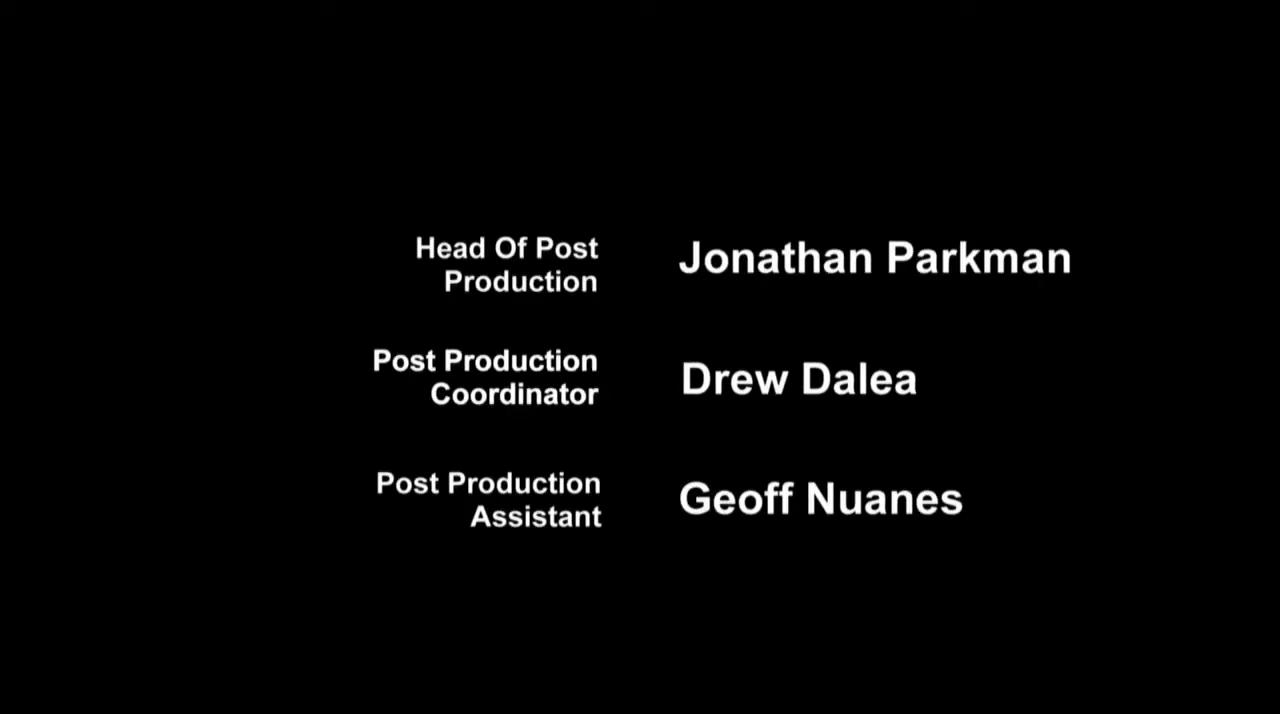 Head Of Post
Production
Jonathan Parkman
Post Production
Coordinator
Drew Dalea
Post Production
Assistant
Geoff Nuanes